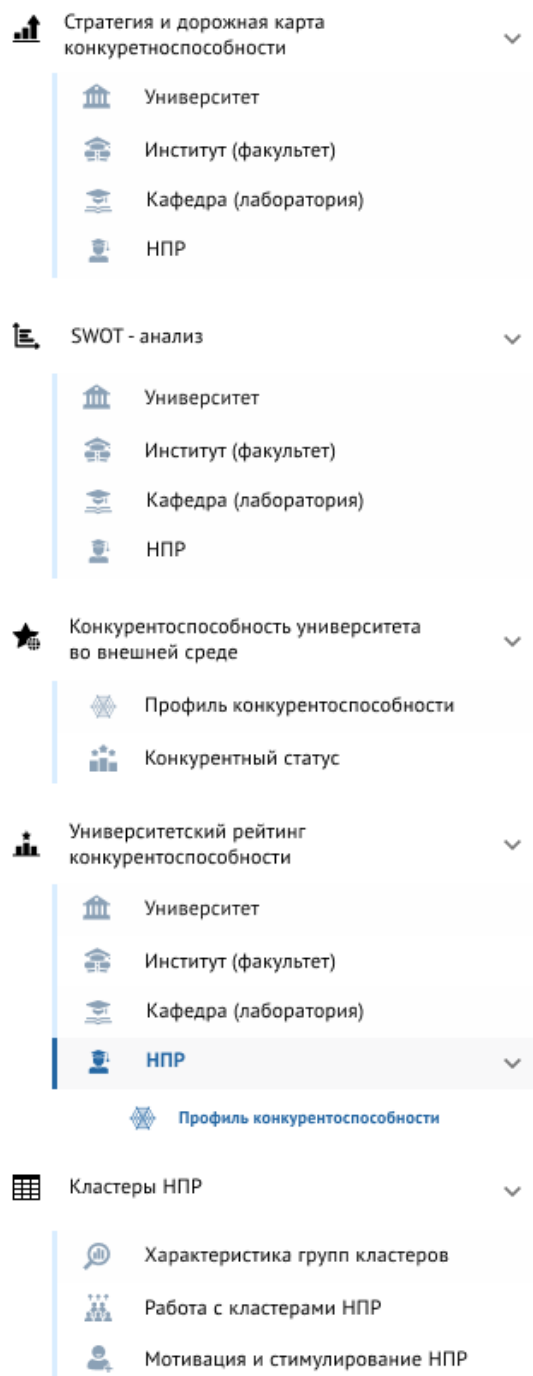 Стратегия и дорожная карта
конкуретноспособности
Университет
Институт (факультет)
Кафедра (лаборатория)
НПР
SWOT - анализ
Университет
Институт (факультет)
Кафедра (лаборатория)
НПР
Конкурентоспособность университета
во внешней среде
Профиль конкурентоспособности
Конкурентный статус
Университетский рейтинг
конкурентоспособности
Университет
Институт (факультет)
Кафедра (лаборатория)
НПР
Профиль конкурентоспособности
Кластеры НПР
Характеристика групп кластеров
Работа с кластерами НПР
Мотивация и стимулирование НПР